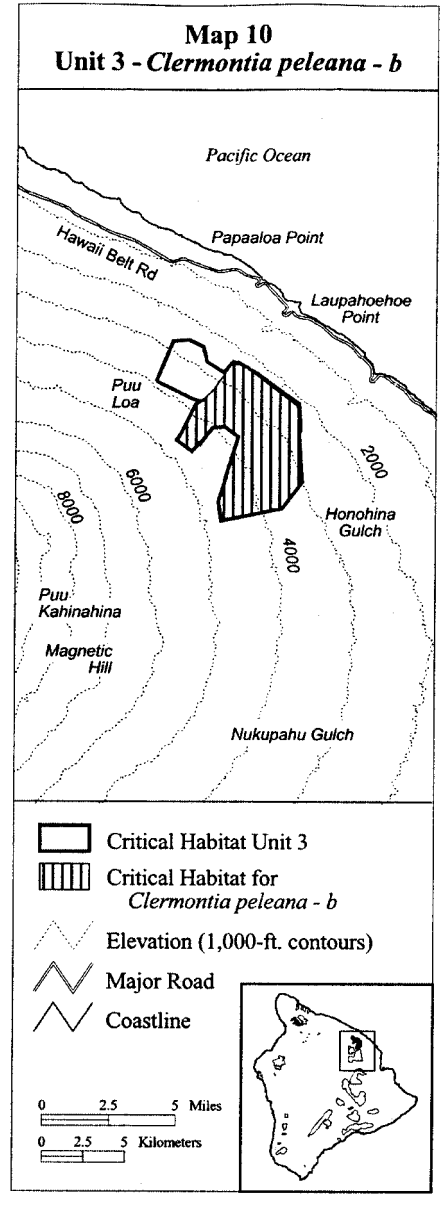 Map 10
Unit 3 - Clermontia peleana - b
Pacific Ocean
Papaaloa Point
Hawaii Belt Rd
Laupahoehoe
Point
Puu
Loa
2000
6000
8000
Honohina
Gulch
4000
Puu
Kahinahina
Magnetic
Hill
Nukupahu Gulch
Critical Habitat Unit 3
Critical Habitat for
Clermontia peleana - b
Elevation (1,000-ft. contours)
Major Road
Coastline
0 2.5 5 Miles
0 2.5 5 Kilometers